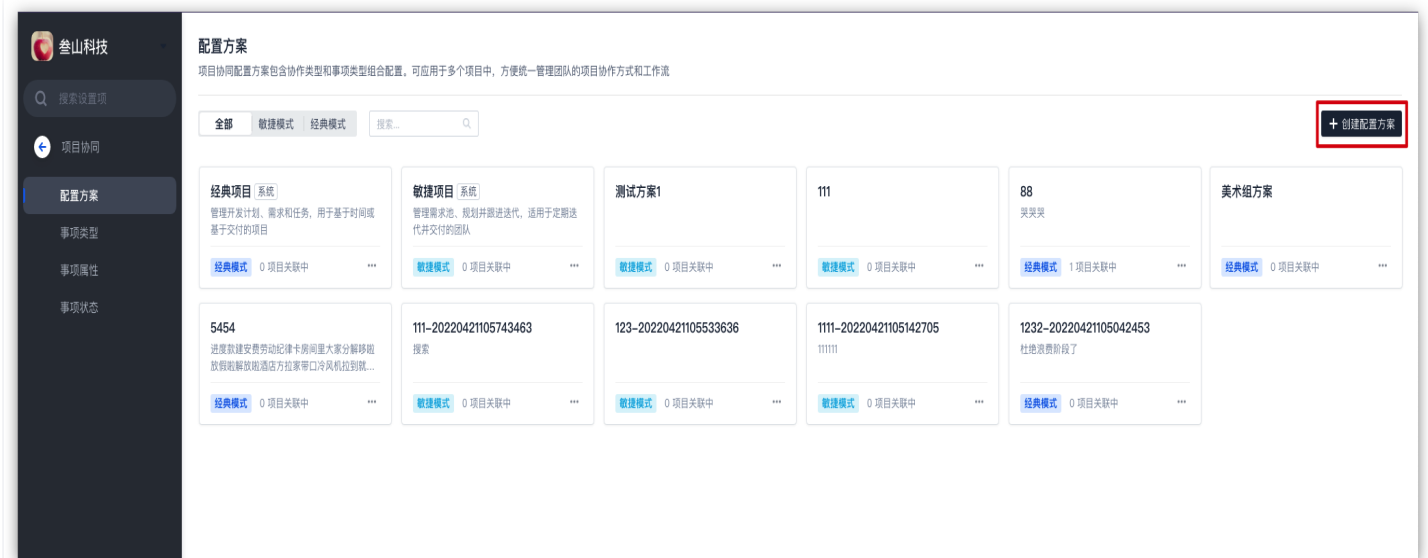 叁山科技
搜索设置项
项目协同
配置方案
事项类型
事项属性
事项状态
配置方案
项目协同配置方案包含协作类型和事项类型组合配置。可应用于多个项目中，方便统一管理团队的项目协作方式和工作流
全部 敏捷模式 经典模式 搜索... + 创建配置方案
经典项目 系统
管理开发计划、需求和任务，用于基于时间或
基于交付的项目
经典模式 0 项目关联中 ···
敏捷项目 系统
管理需求池、规划并跟进迭代，适用于定期迭
代并交付的团队
敏捷模式 0 项目关联中 ···
测试方案1
敏捷模式 0 项目关联中 ···
111
敏捷模式 0 项目关联中 ···
88
哭哭哭
经典模式 1 项目关联中 ···
美术组方案
经典模式 0 项目关联中 ···
5454
进度款建安费劳动纪律卡房间里大家分解哆啦
放假啦解放啦酒店方拉家带口冷风机拉到就...
经典模式 0 项目关联中 ···
111-20220421105743463
搜索
敏捷模式 0 项目关联中 ···
123-20220421105533636
敏捷模式 0 项目关联中 ···
1111-20220421105142705
111111
敏捷模式 0 项目关联中 ···
1232-20220421105042453
杜绝浪费阶段了
经典模式 0 项目关联中 ···